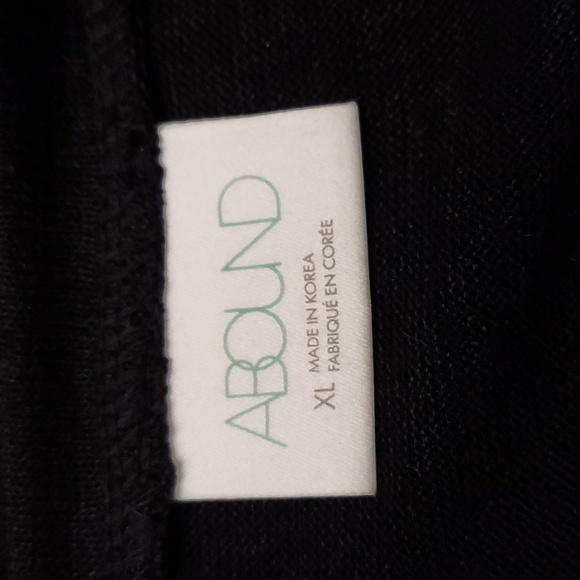 ABOUND
XL
MADE IN KOREA
FABRIQUÉ EN CORÉE